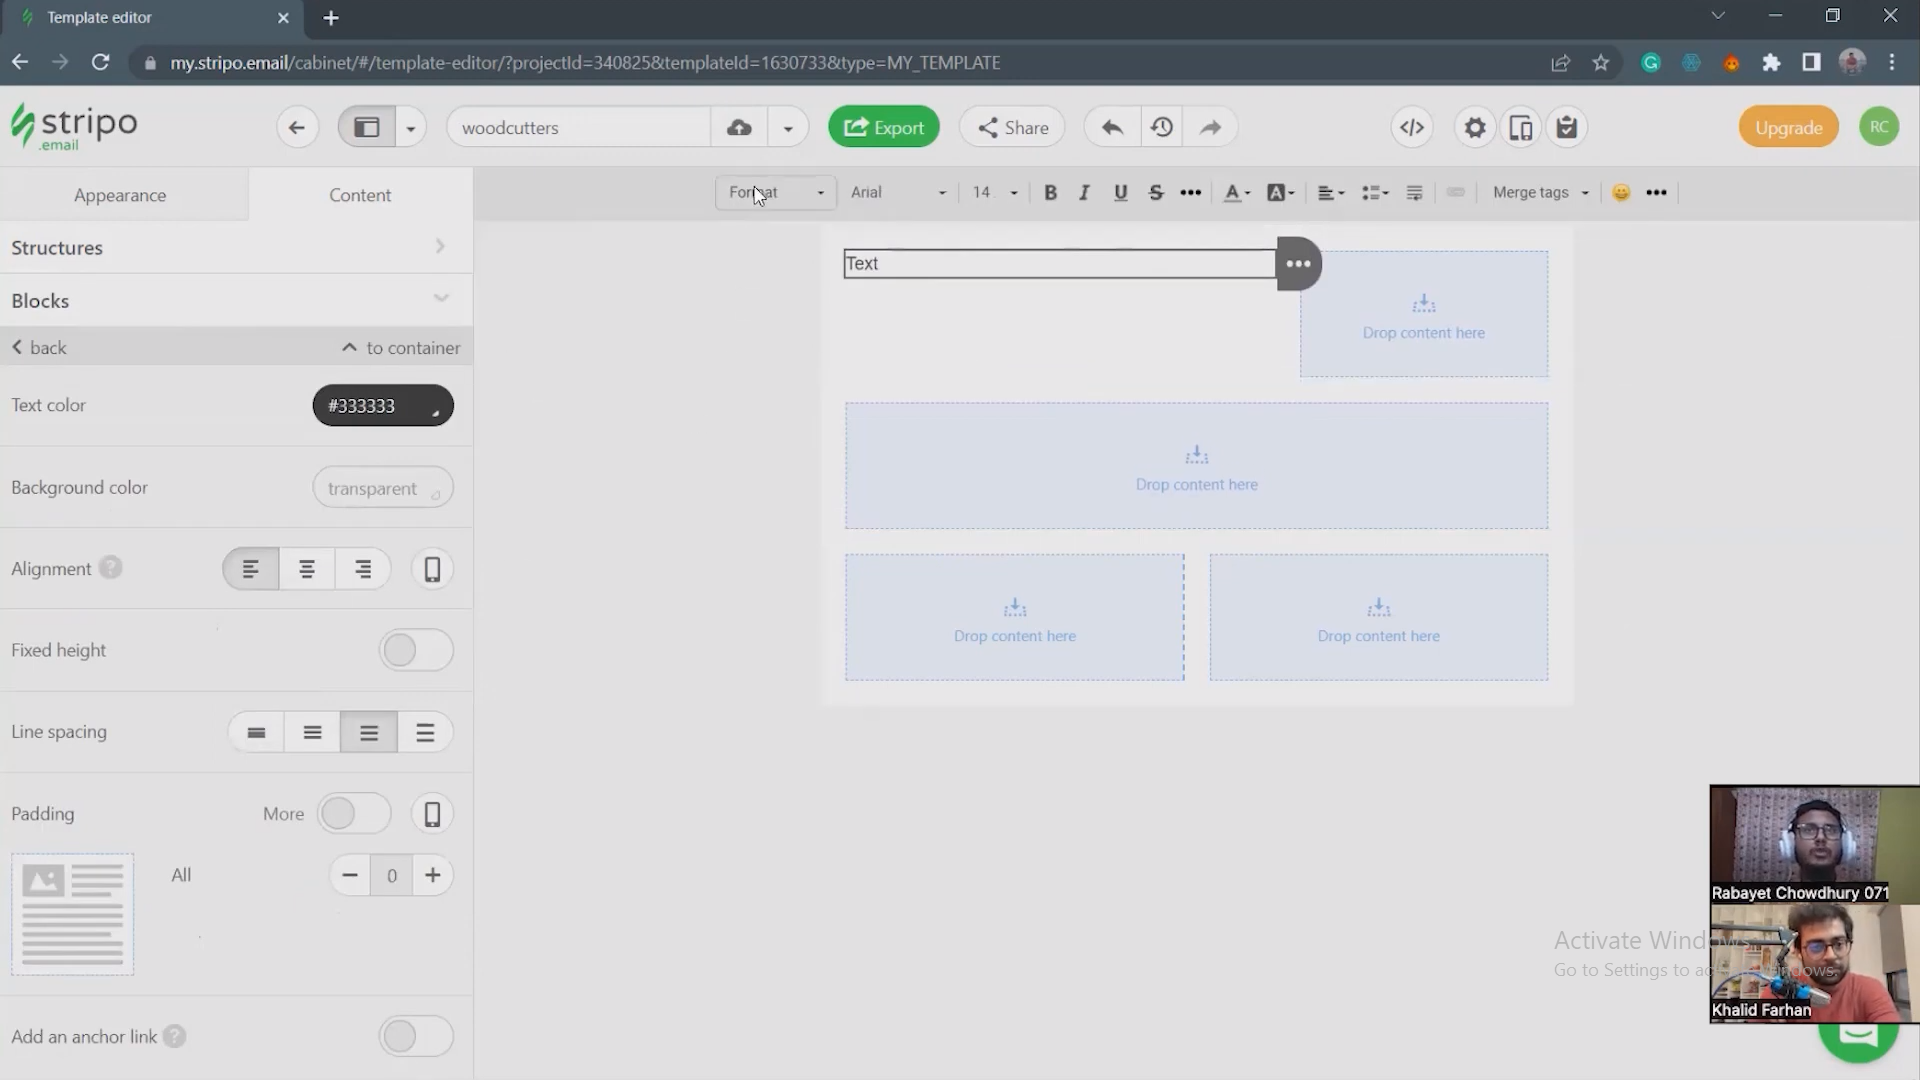 Template editor
my.stripo.email/cabinet/#/template-editor/?projectId=340825&templateId=1630733&type=MY_TEMPLATE
stripo
.email
woodcutters
Export
Share
Upgrade
RC
Appearance
Content
Format
Arial
14
B
I
U
S
A
A
Merge tags
Structures
Blocks
back
to container
Text color
#333333
Background color
transparent
Alignment
?
Fixed height
Line spacing
Padding
More
All
0
Add an anchor link
?
Text
Drop content here
Drop content here
Drop content here
Drop content here
Rabayet Chowdhury 071
Activate Windows
Go to Settings to activate Windows.
Khalid Farhan